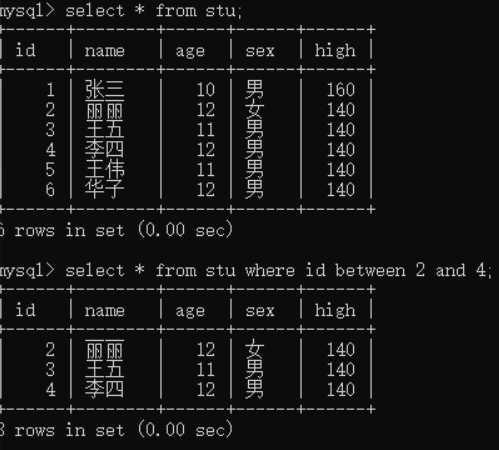 mysql> select * from stu;
+------+--------+------+------+------+
| id | name | age | sex | high |
+------+--------+------+------+------+
| 1 | 张三 | 10 | 男 | 160 |
| 2 | 丽丽 | 12 | 女 | 140 |
| 3 | 王五 | 11 | 男 | 140 |
| 4 | 李四 | 12 | 男 | 140 |
| 5 | 王伟 | 11 | 男 | 140 |
| 6 | 华子 | 12 | 男 | 140 |
+------+--------+------+------+------+
6 rows in set (0.00 sec)
mysql> select * from stu where id between 2 and 4;
+------+--------+------+------+------+
| id | name | age | sex | high |
+------+--------+------+------+------+
| 2 | 丽丽 | 12 | 女 | 140 |
| 3 | 王五 | 11 | 男 | 140 |
| 4 | 李四 | 12 | 男 | 140 |
+------+--------+------+------+------+
3 rows in set (0.00 sec)